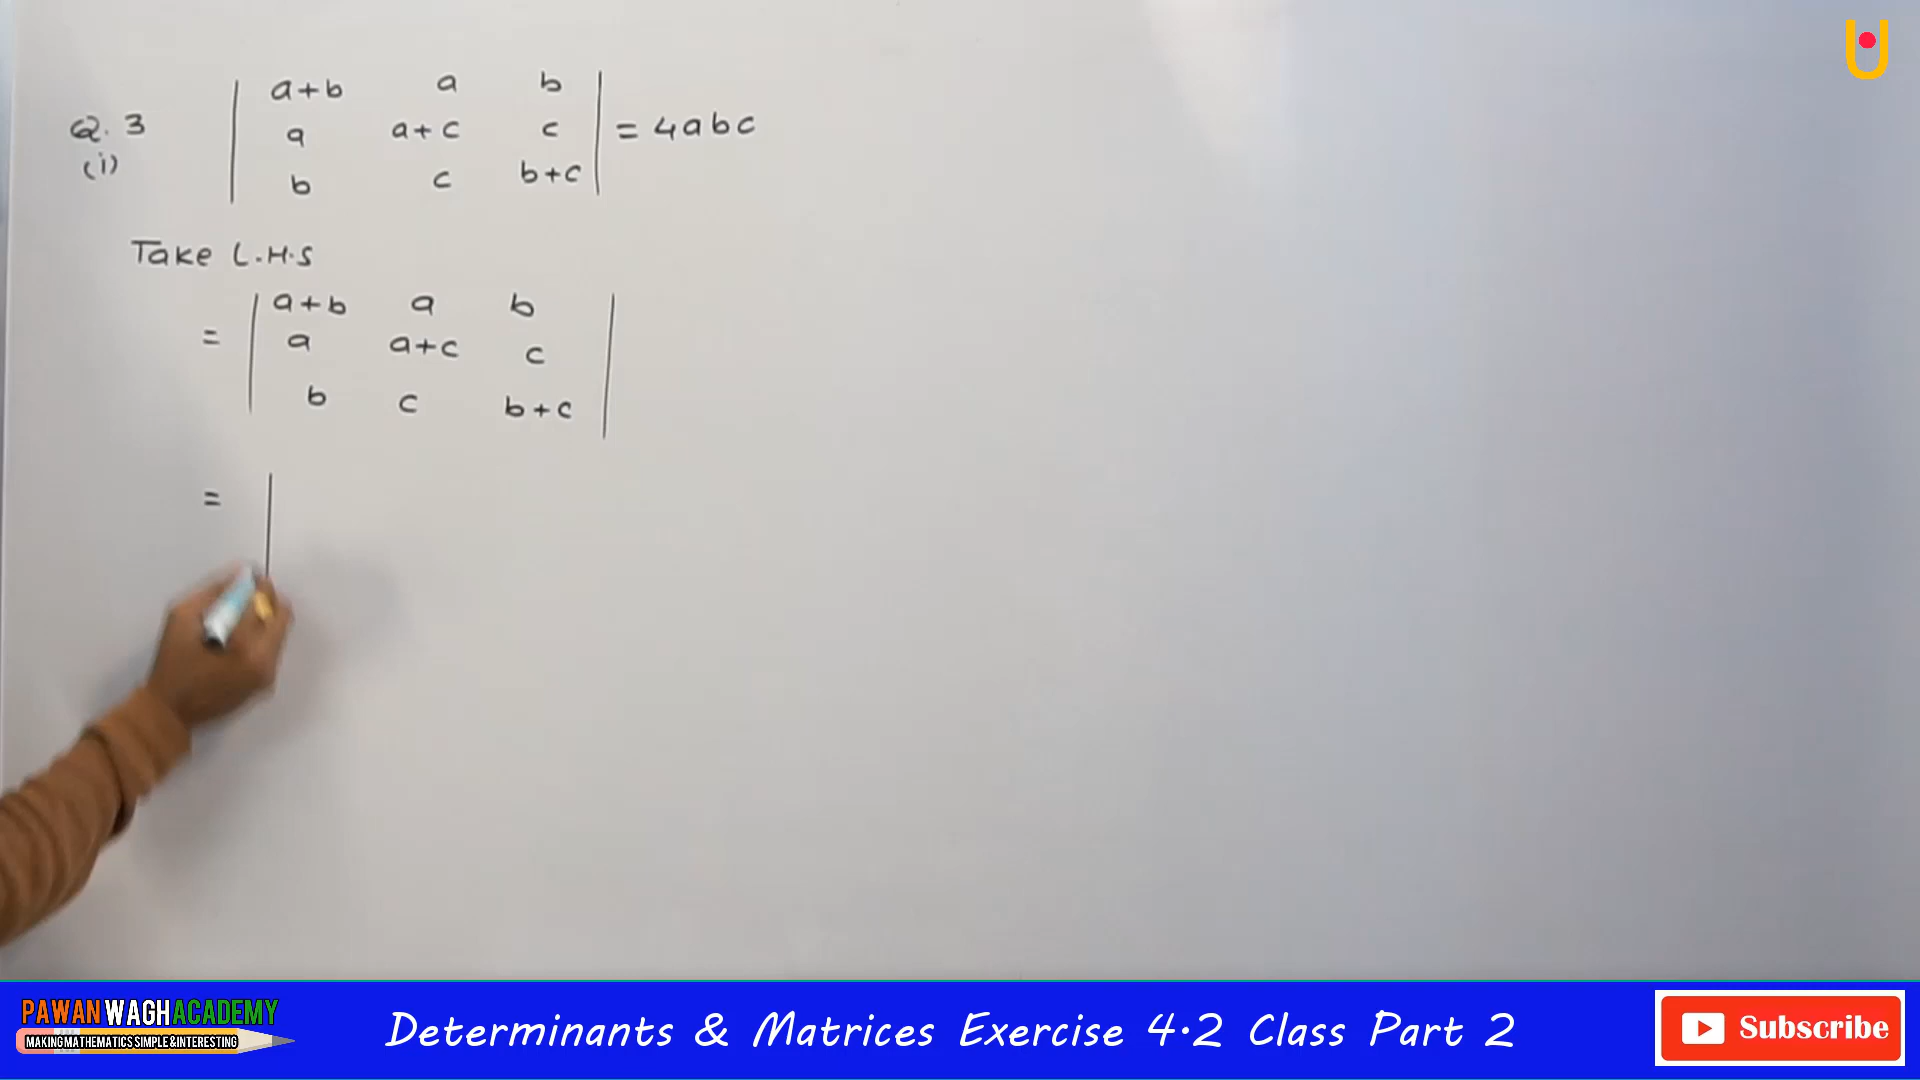 Q. 3
(i)
| a+b a b |
| a a+c c | = 4abc
| b c b+c |
Take L.H.S
| a+b a b |
= | a a+c c |
| b c b+c |
= |
PAWAN WAGH ACADEMY
MAKING MATHEMATICS SIMPLE & INTERESTING
Determinants & Matrices Exercise 4.2 Class Part 2
Subscribe